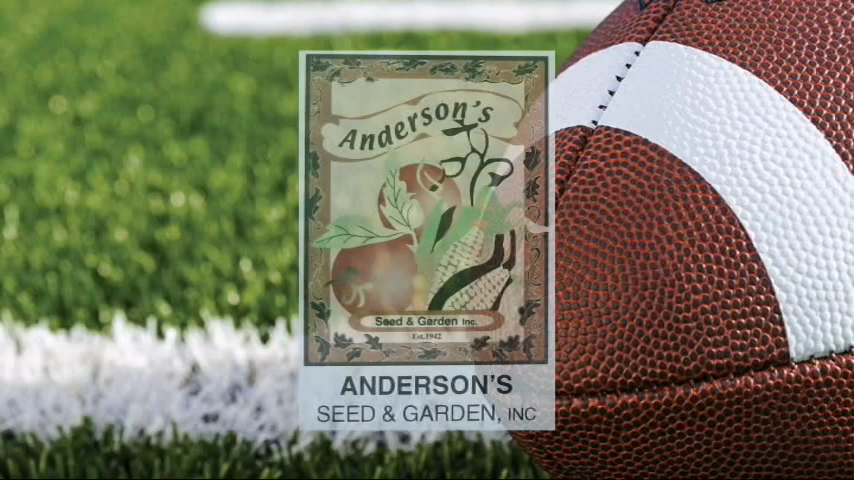 Anderson's
Seed & Garden Inc.
Est.1942
ANDERSON'S
SEED & GARDEN, INC